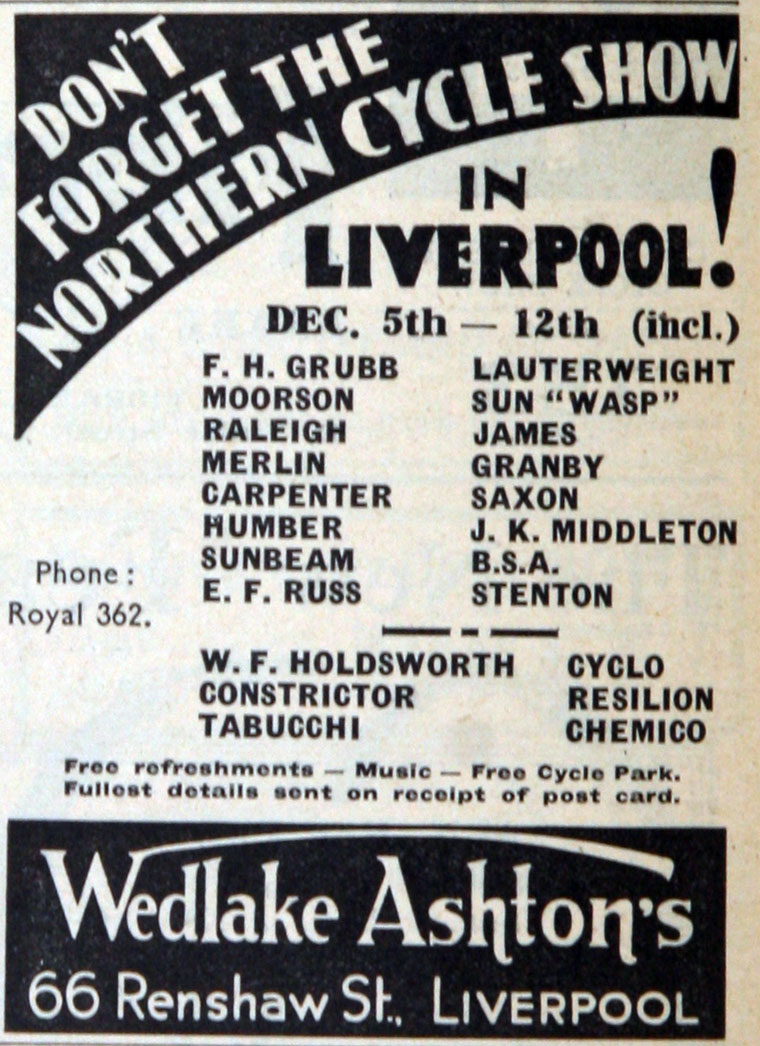 DON'T
FORGET THE
NORTHERN CYCLE SHOW
IN
LIVERPOOL!
DEC. 5th — 12th (incl.)
F. H. GRUBB LAUTERWEIGHT
MOORSON SUN "WASP"
RALEIGH JAMES
MERLIN GRANBY
CARPENTER SAXON
HUMBER J. K. MIDDLETON
SUNBEAM B.S.A.
E. F. RUSS STENTON
Phone:
Royal 362.
W. F. HOLDSWORTH CYCLO
CONSTRICTOR RESILION
TABUCCHI CHEMICO
Free refreshments — Music — Free Cycle Park.
Fullest details sent on receipt of post card.
Wedlake Ashton's
66 Renshaw St., LIVERPOOL